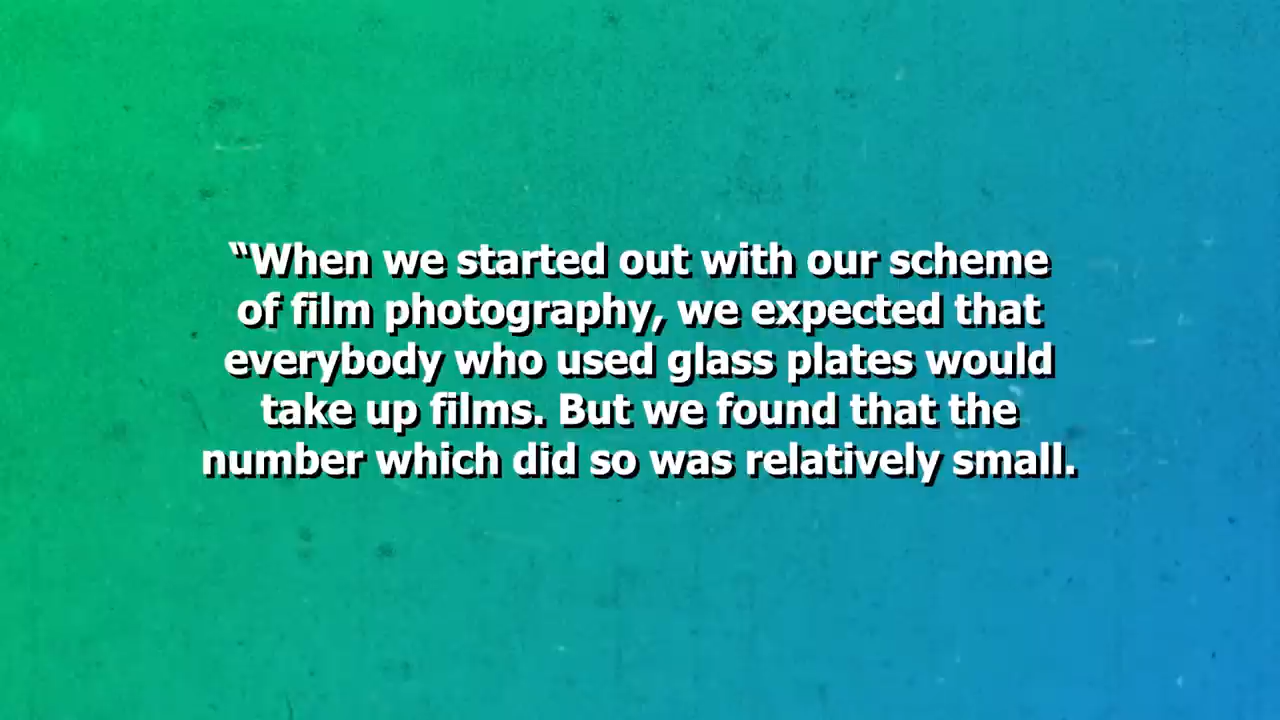 “When we started out with our scheme
of film photography, we expected that
everybody who used glass plates would
take up films. But we found that the
number which did so was relatively small.